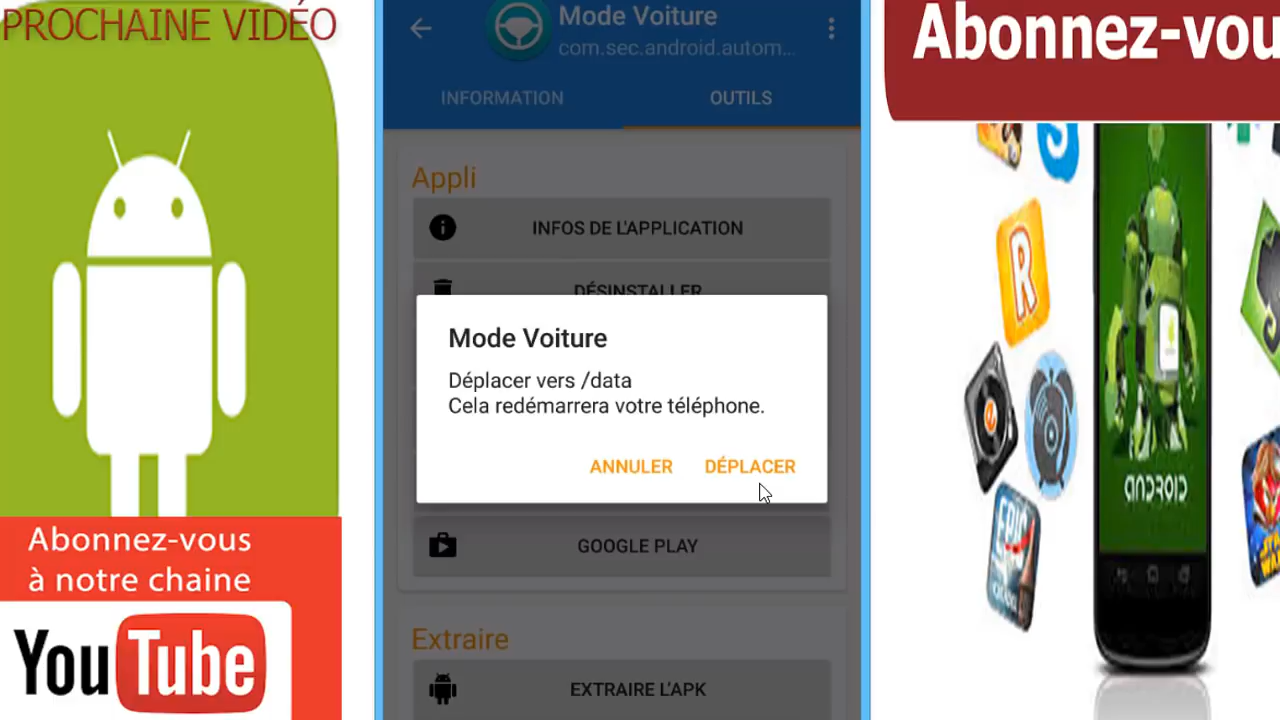 PROCHAINE VIDÉO
Abonnez-vous
à notre chaine
YouTube
Mode Voiture
com.sec.android.autom...
INFORMATION
OUTILS
Appli
INFOS DE L'APPLICATION
DÉSINSTALLER
Mode Voiture
Déplacer vers /data
Cela redémarrera votre téléphone.
ANNULER
DÉPLACER
GOOGLE PLAY
Extraire
EXTRAIRE L'APK
Abonnez-vou
R
EPIC
ANDROID
STAR